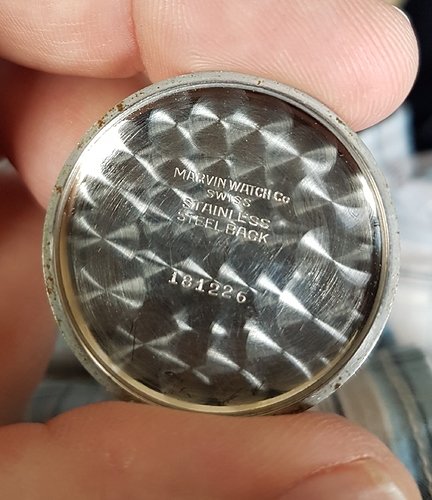 MARVIN WATCH Co
SWISS
STAINLESS
STEEL BACK
181226